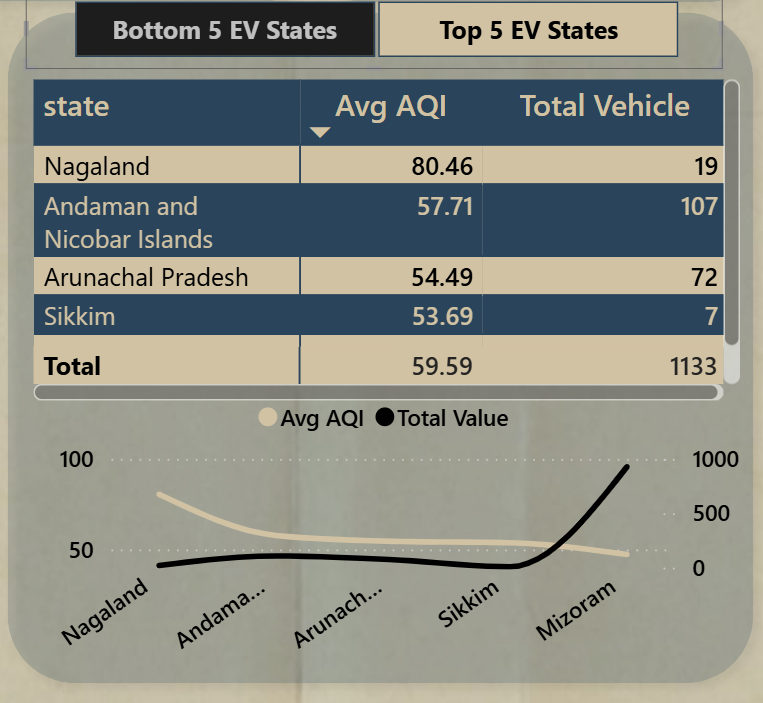 Bottom 5 EV States Top 5 EV States
state Avg AQI Total Vehicle
Nagaland 80.46 19
Andaman and 57.71 107
Nicobar Islands
Arunachal Pradesh 54.49 72
Sikkim 53.69 7
Total 59.59 1133
Avg AQI Total Value
100 1000
500
50
0
Nagaland Andama... Arunach... Sikkim Mizoram